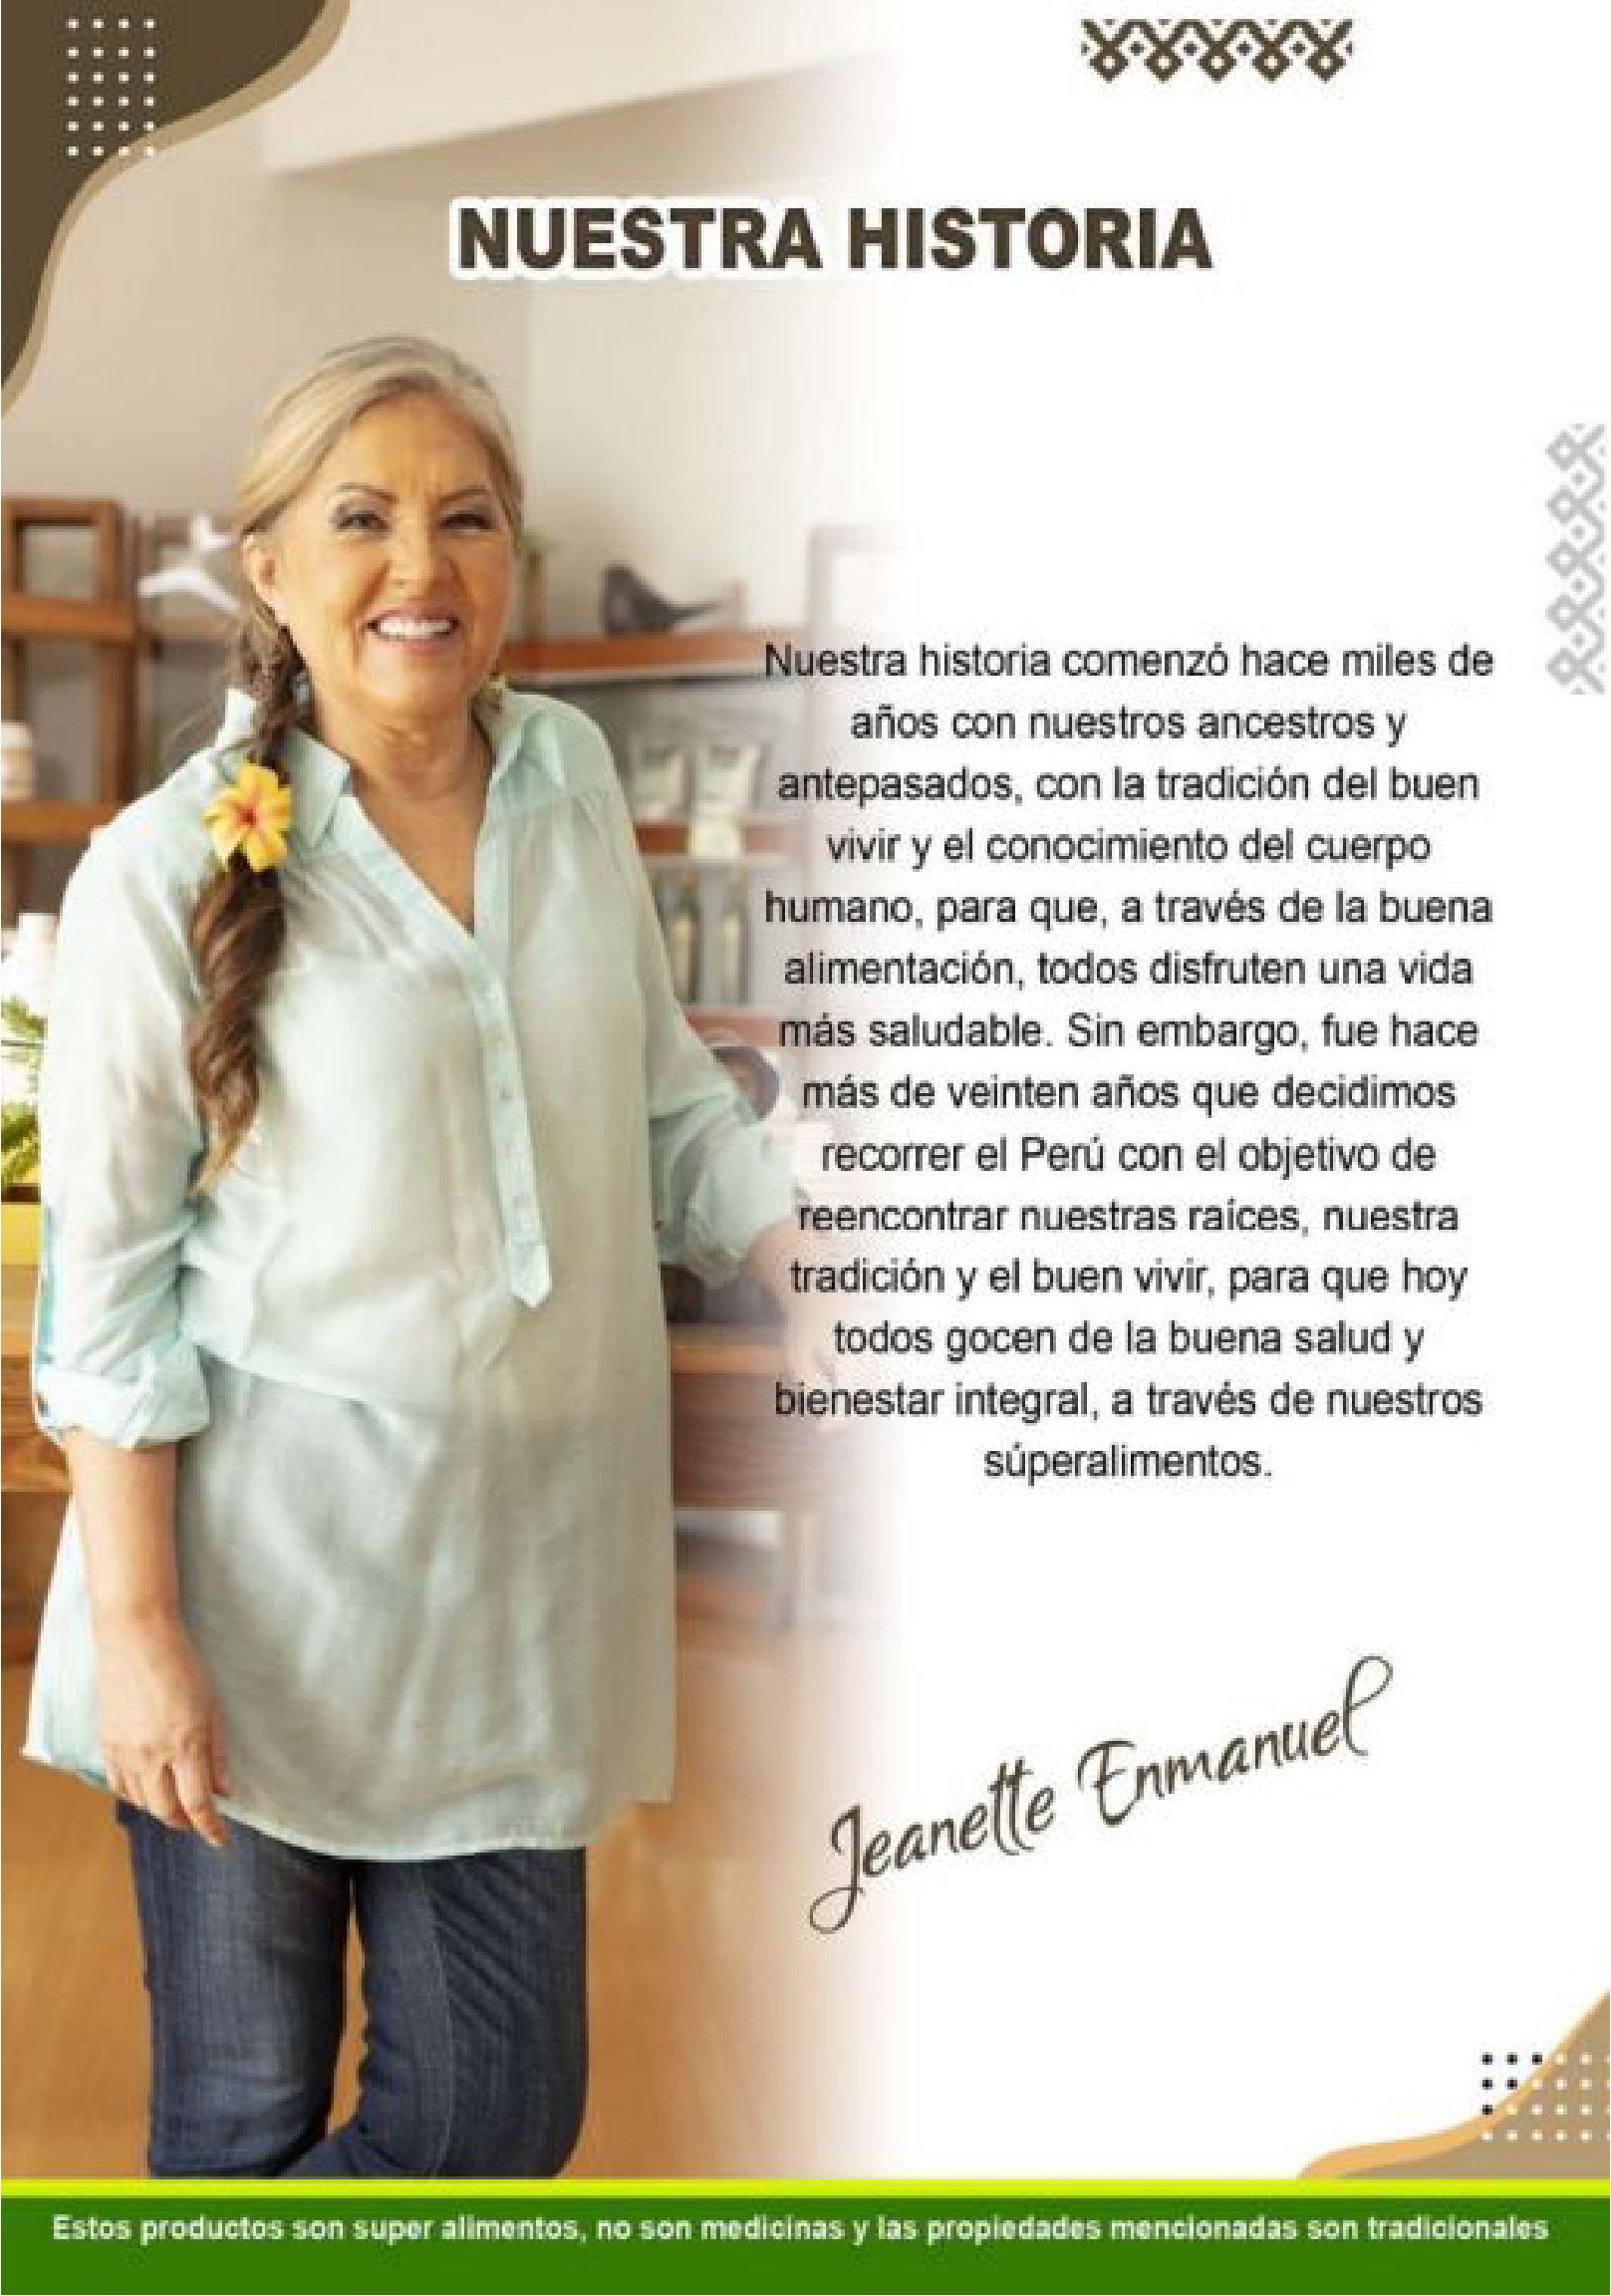 NUESTRA HISTORIA
Nuestra historia comenzó hace miles de
años con nuestros ancestros y
antepasados, con la tradición del buen
vivir y el conocimiento del cuerpo
humano, para que, a través de la buena
alimentación, todos disfruten una vida
más saludable. Sin embargo, fue hace
más de veinten años que decidimos
recorrer el Perú con el objetivo de
reencontrar nuestras raíces, nuestra
tradición y el buen vivir, para que hoy
todos gocen de la buena salud y
bienestar integral, a través de nuestros
súperalimentos.
Jeanette Enmanuel
Estos productos son super alimentos, no son medicinas y las propiedades mencionadas son tradicionales